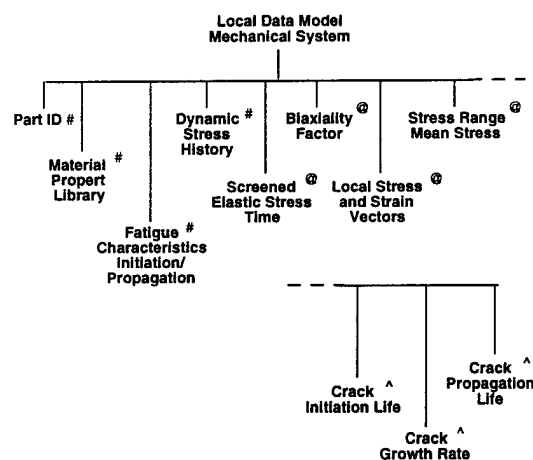 Local Data Model
Mechanical System
Part ID #
Material #
Propert
Library
Fatigue #
Characteristics
Initiation/
Propagation
Dynamic #
Stress
History
Screened @
Elastic Stress
Time
Biaxiality @
Factor
Local Stress @
and Strain
Vectors
Stress Range @
Mean Stress
Crack ^
Initiation Life
Crack ^
Growth Rate
Crack ^
Propagation
Life